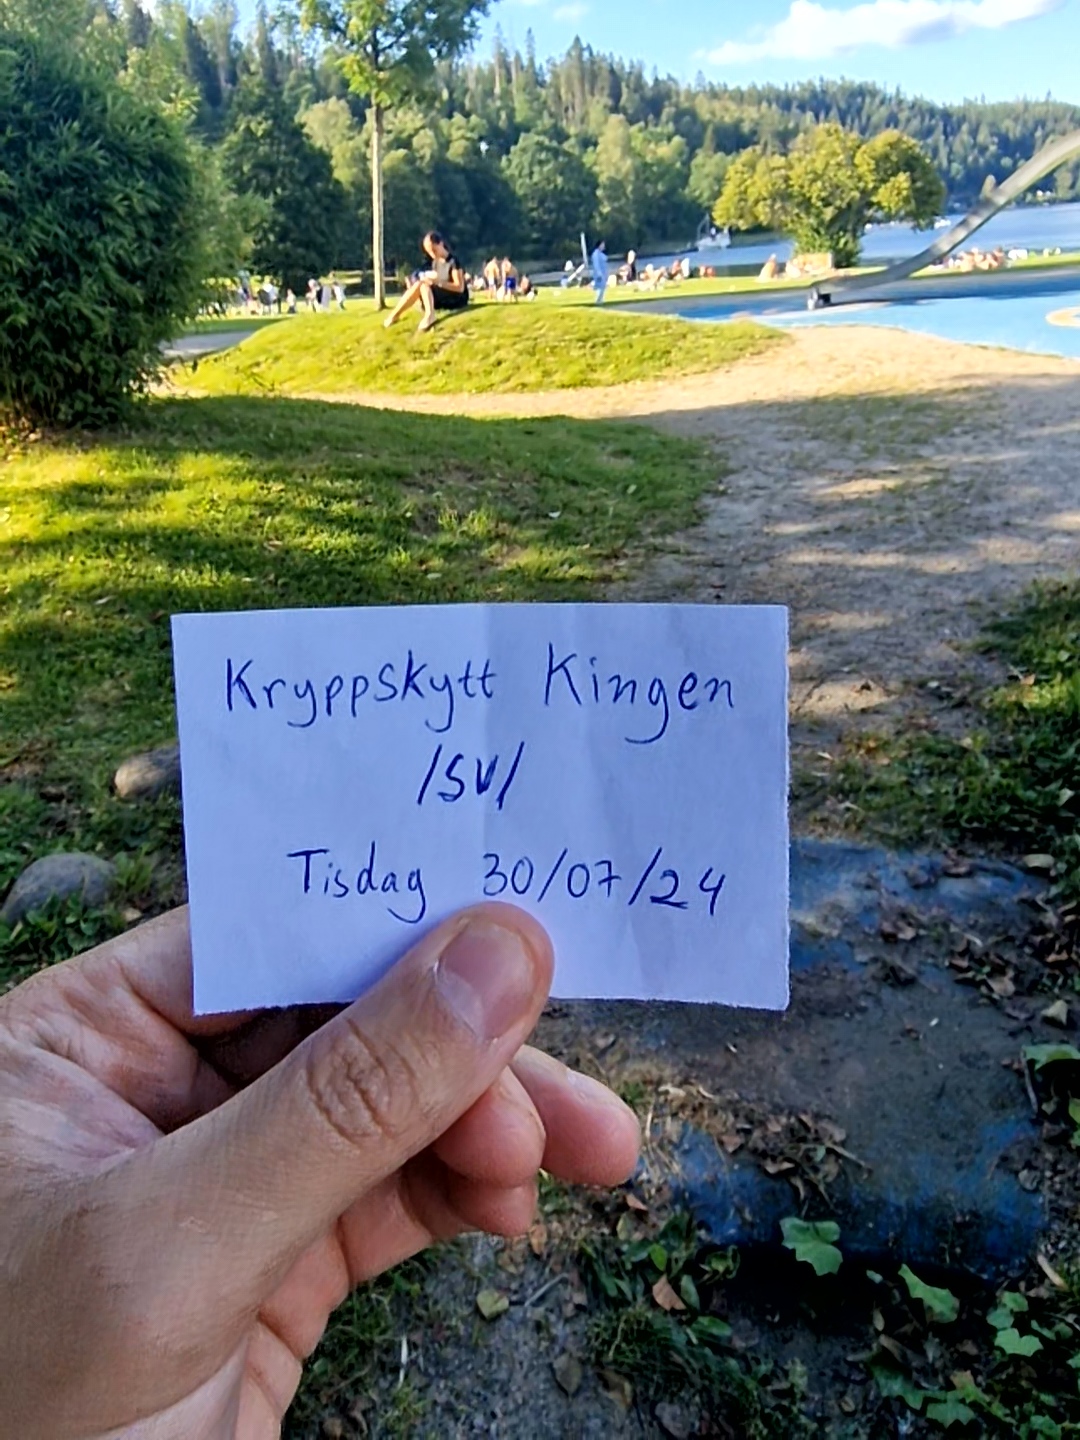 Kryppskytt Kingen
/SV/
Tisdag 30/07/24